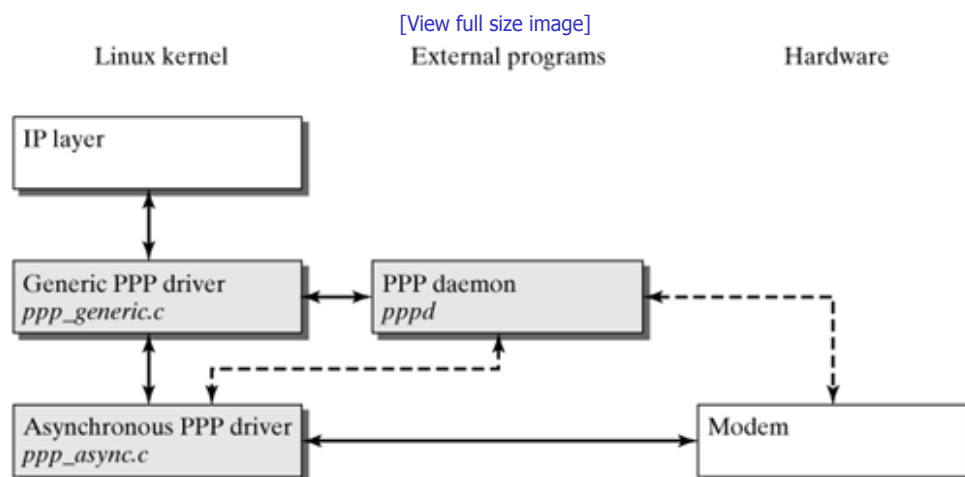 [View full size image]
Linux kernel
External programs
Hardware
IP layer
Generic PPP driver
ppp_generic.c
PPP daemon
pppd
Asynchronous PPP driver
ppp_async.c
Modem